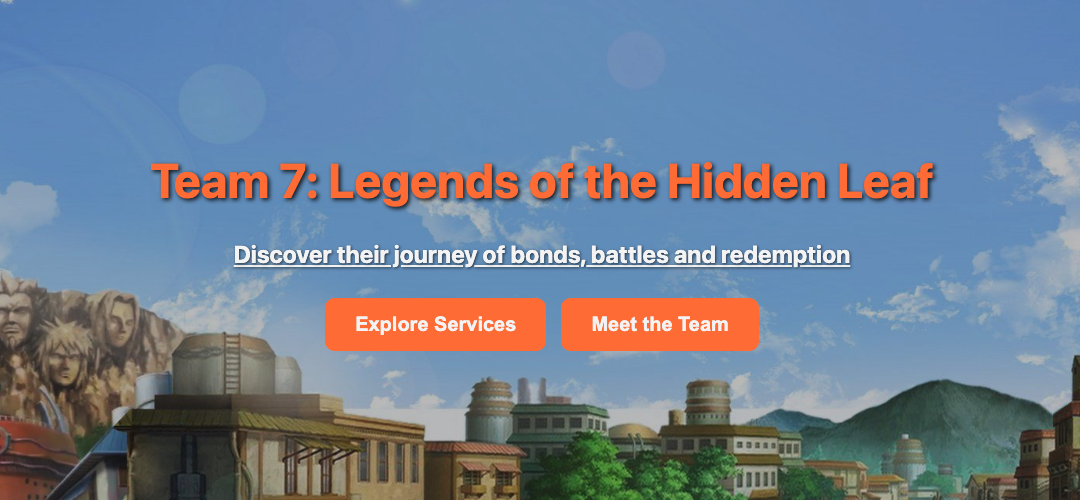 Team 7: Legends of the Hidden Leaf
Discover their journey of bonds, battles and redemption
Explore Services
Meet the Team